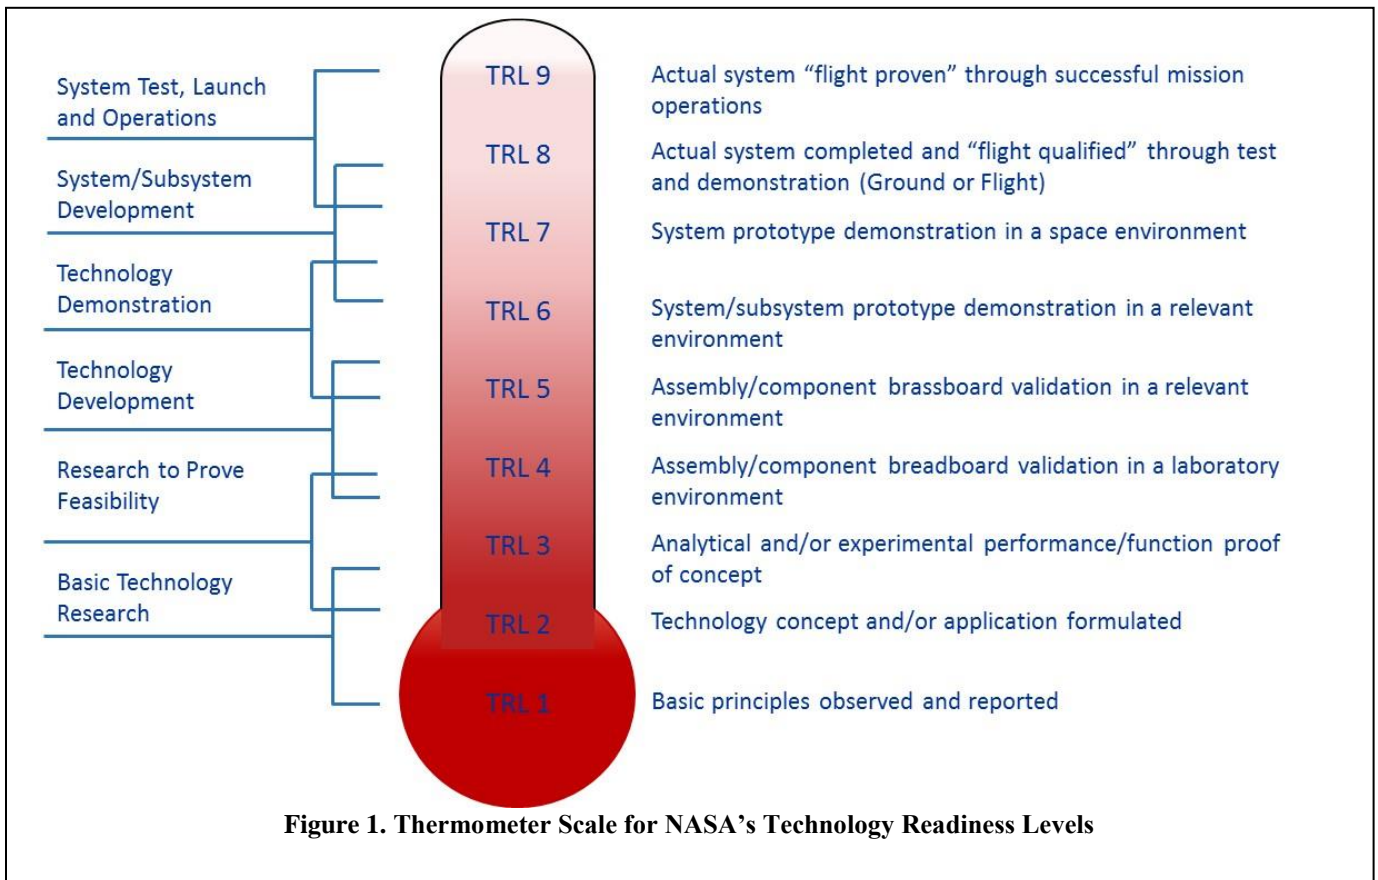 System Test, Launch
and Operations
System/Subsystem
Development
Technology
Demonstration
Technology
Development
Research to Prove
Feasibility
Basic Technology
Research
TRL 9
TRL 8
TRL 7
TRL 6
TRL 5
TRL 4
TRL 3
TRL 2
TRL 1
Actual system “flight proven” through successful mission
operations
Actual system completed and “flight qualified” through test
and demonstration (Ground or Flight)
System prototype demonstration in a space environment
System/subsystem prototype demonstration in a relevant
environment
Assembly/component brassboard validation in a relevant
environment
Assembly/component breadboard validation in a laboratory
environment
Analytical and/or experimental performance/function proof
of concept
Technology concept and/or application formulated
Basic principles observed and reported
Figure 1. Thermometer Scale for NASA’s Technology Readiness Levels